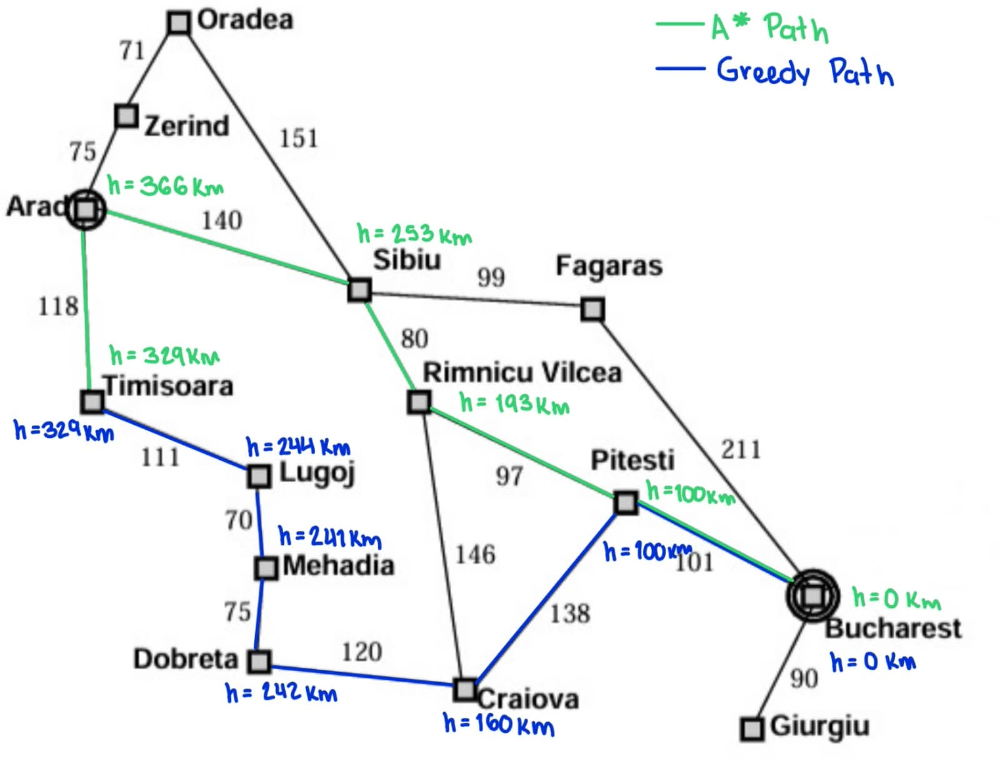 Oradea
A* Path
71
Greedy Path
Zerind
151
75
h = 366 Km
Arad
140
h = 253 Km
Sibiu
99
Fagaras
118
80
h = 329 Km
Timisoara
Rimnicu Vilcea
h = 193 Km
h = 329 Km
111
h = 244 Km
Lugoj
97
Pitesti
211
h = 100 Km
70
h = 241 Km
Mehadia
146
h = 100 Km
101
75
138
h = 0 Km
Bucharest
Dobreta
120
h = 0 Km
h = 242 Km
Craiova
90
h = 160 Km
Giurgiu